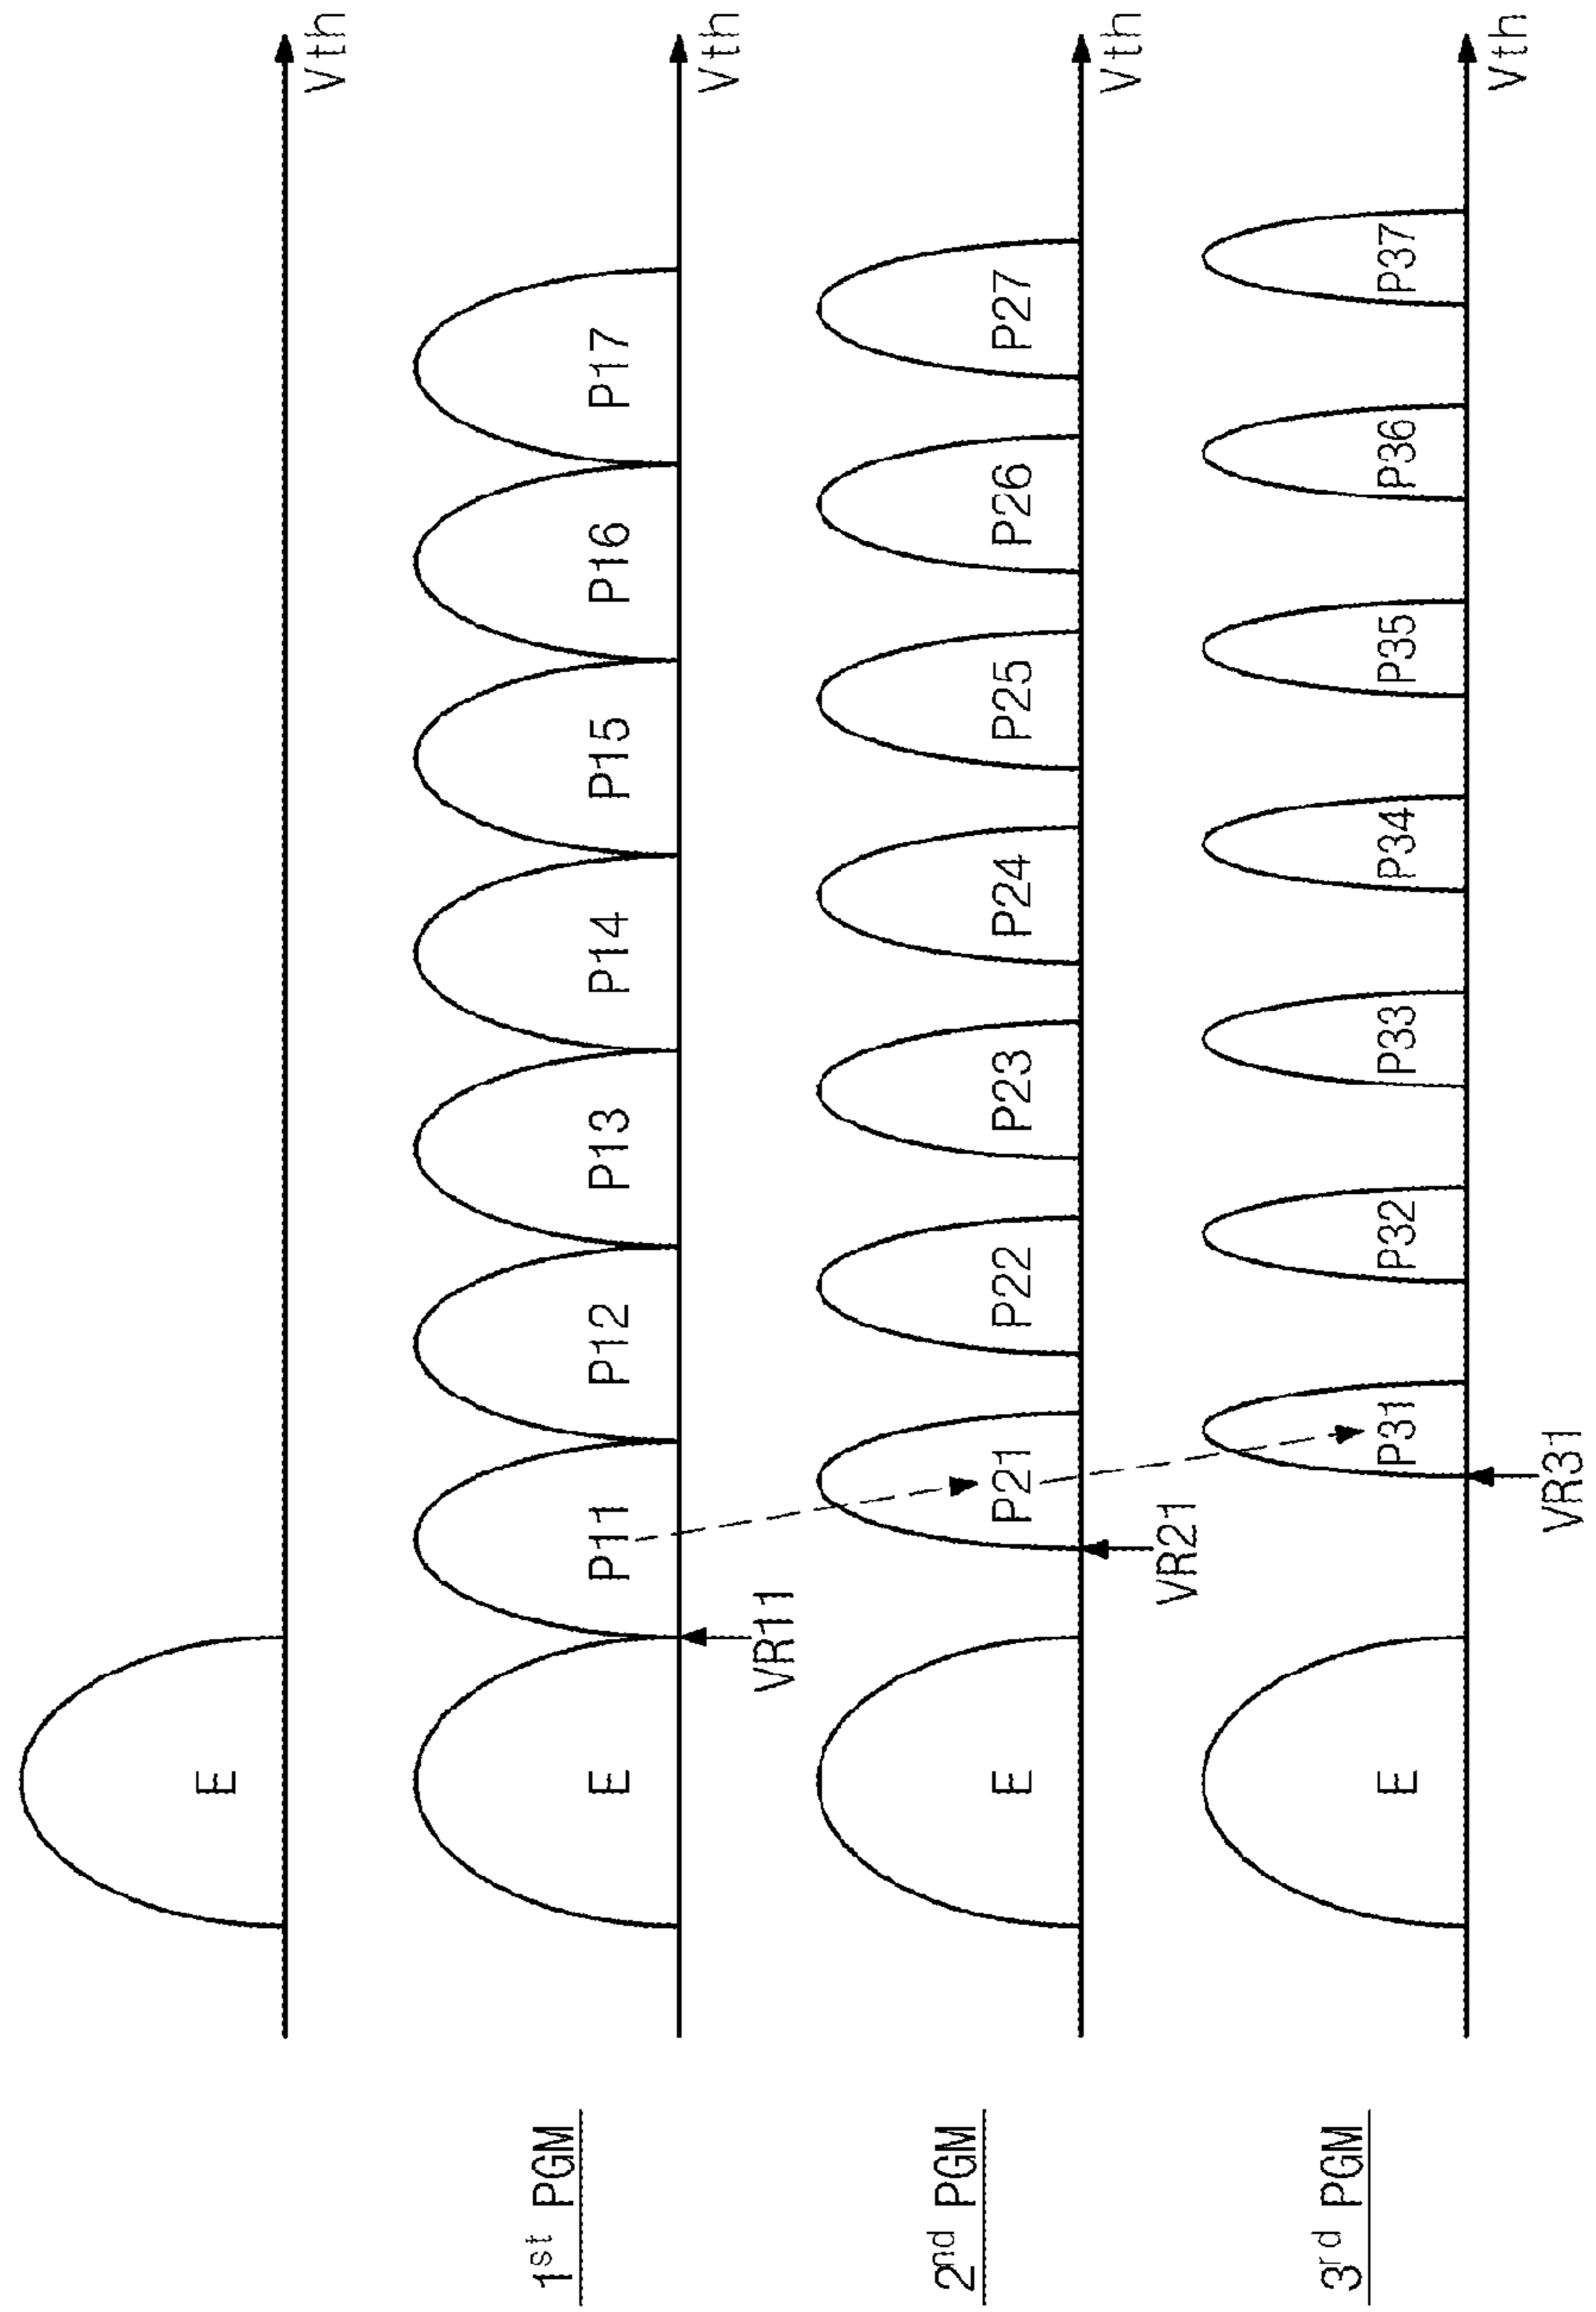 E
Vth
1st PGM
E P11 P12 P13 P14 P15 P16 P17
Vth
VR11
2nd PGM
E P21 P22 P23 P24 P25 P26 P27
Vth
VR21
3rd PGM
E P31 P32 P33 P34 P35 P36 P37
Vth
VR31